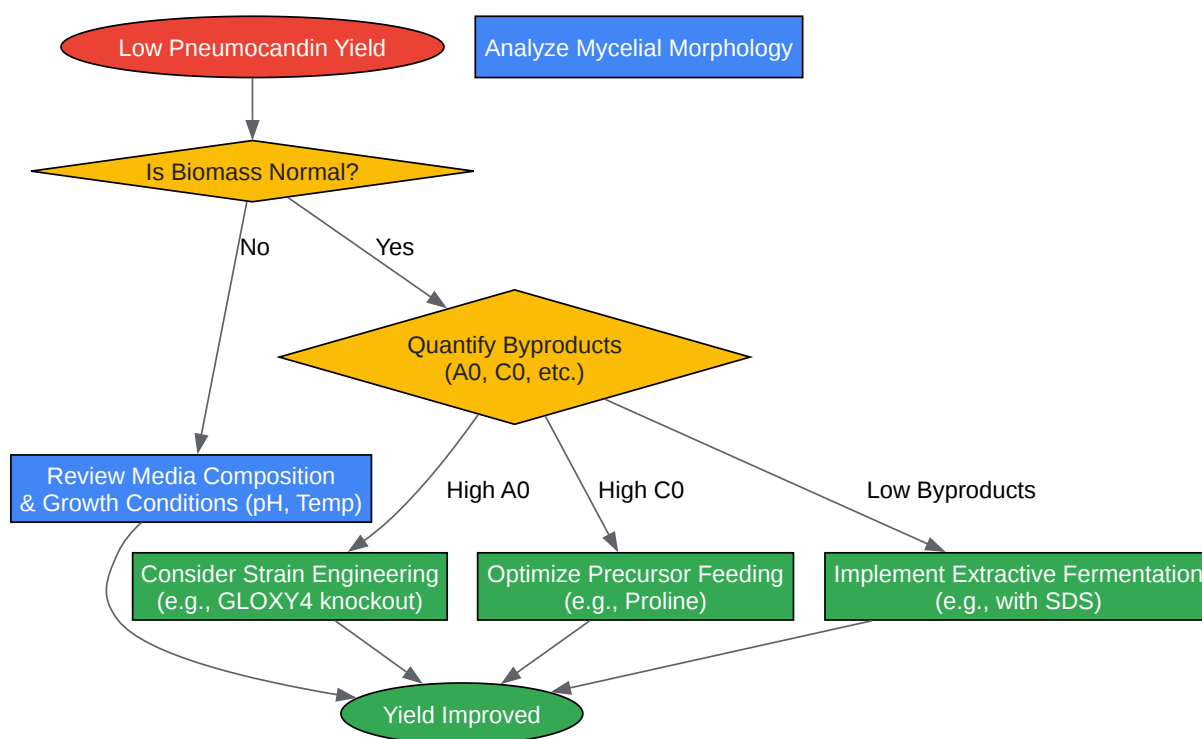 Low Pneumocandin Yield
Analyze Mycelial Morphology
Is Biomass Normal?
No
Yes
Quantify Byproducts
(A0, C0, etc.)
Review Media Composition
& Growth Conditions (pH, Temp)
High A0
High C0
Low Byproducts
Consider Strain Engineering
(e.g., GLOXY4 knockout)
Optimize Precursor Feeding
(e.g., Proline)
Implement Extractive Fermentation
(e.g., with SDS)
Yield Improved